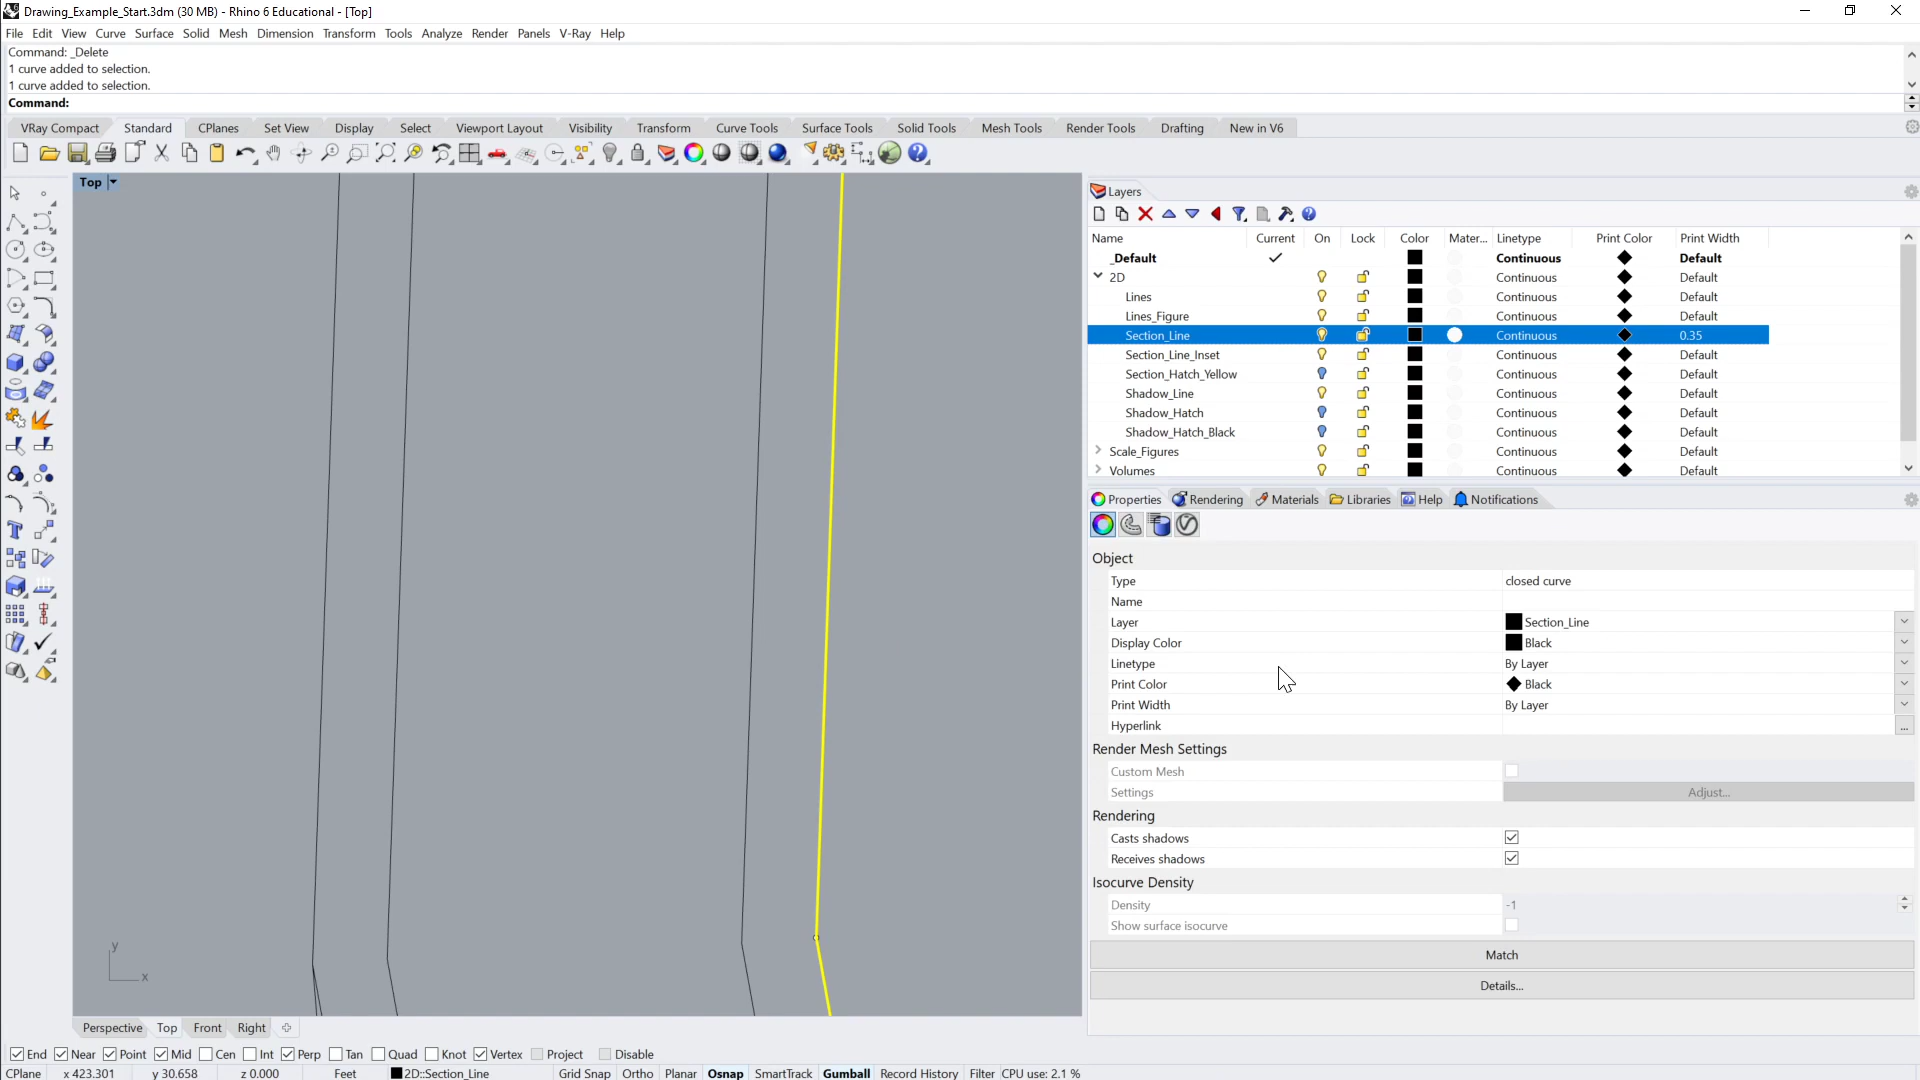 Drawing_Example_Start.3dm (30 MB) - Rhino 6 Educational - [Top]
File Edit View Curve Surface Solid Mesh Dimension Transform Tools Analyze Render Panels V-Ray Help
Command: _Delete
1 curve added to selection.
1 curve added to selection.
Command:
VRay Compact Standard CPlanes Set View Display Select Viewport Layout Visibility Transform Curve Tools Surface Tools Solid Tools Mesh Tools Render Tools Drafting New in V6
Top
Layers
Name Current On Lock Color Mater... Linetype Print Color Print Width
_Default Continuous Default
2D Continuous Default
Lines Continuous Default
Lines_Figure Continuous Default
Section_Line Continuous 0.35
Section_Line_Inset Continuous Default
Section_Hatch_Yellow Continuous Default
Shadow_Line Continuous Default
Shadow_Hatch Continuous Default
Shadow_Hatch_Black Continuous Default
Scale_Figures Continuous Default
Volumes Continuous Default
Properties Rendering Materials Libraries Help Notifications
Object
Type closed curve
Name
Layer Section_Line
Display Color Black
Linetype By Layer
Print Color Black
Print Width By Layer
Hyperlink ...
Render Mesh Settings
Custom Mesh
Settings Adjust...
Rendering
Casts shadows
Receives shadows
Isocurve Density
Density -1
Show surface isocurve
Match
Details...
y
x
Perspective Top Front Right
End Near Point Mid Cen Int Perp Tan Quad Knot Vertex Project Disable
CPlane x 423.301 y 30.658 z 0.000 Feet 2D::Section_Line Grid Snap Ortho Planar Osnap SmartTrack Gumball Record History Filter CPU use: 2.1 %